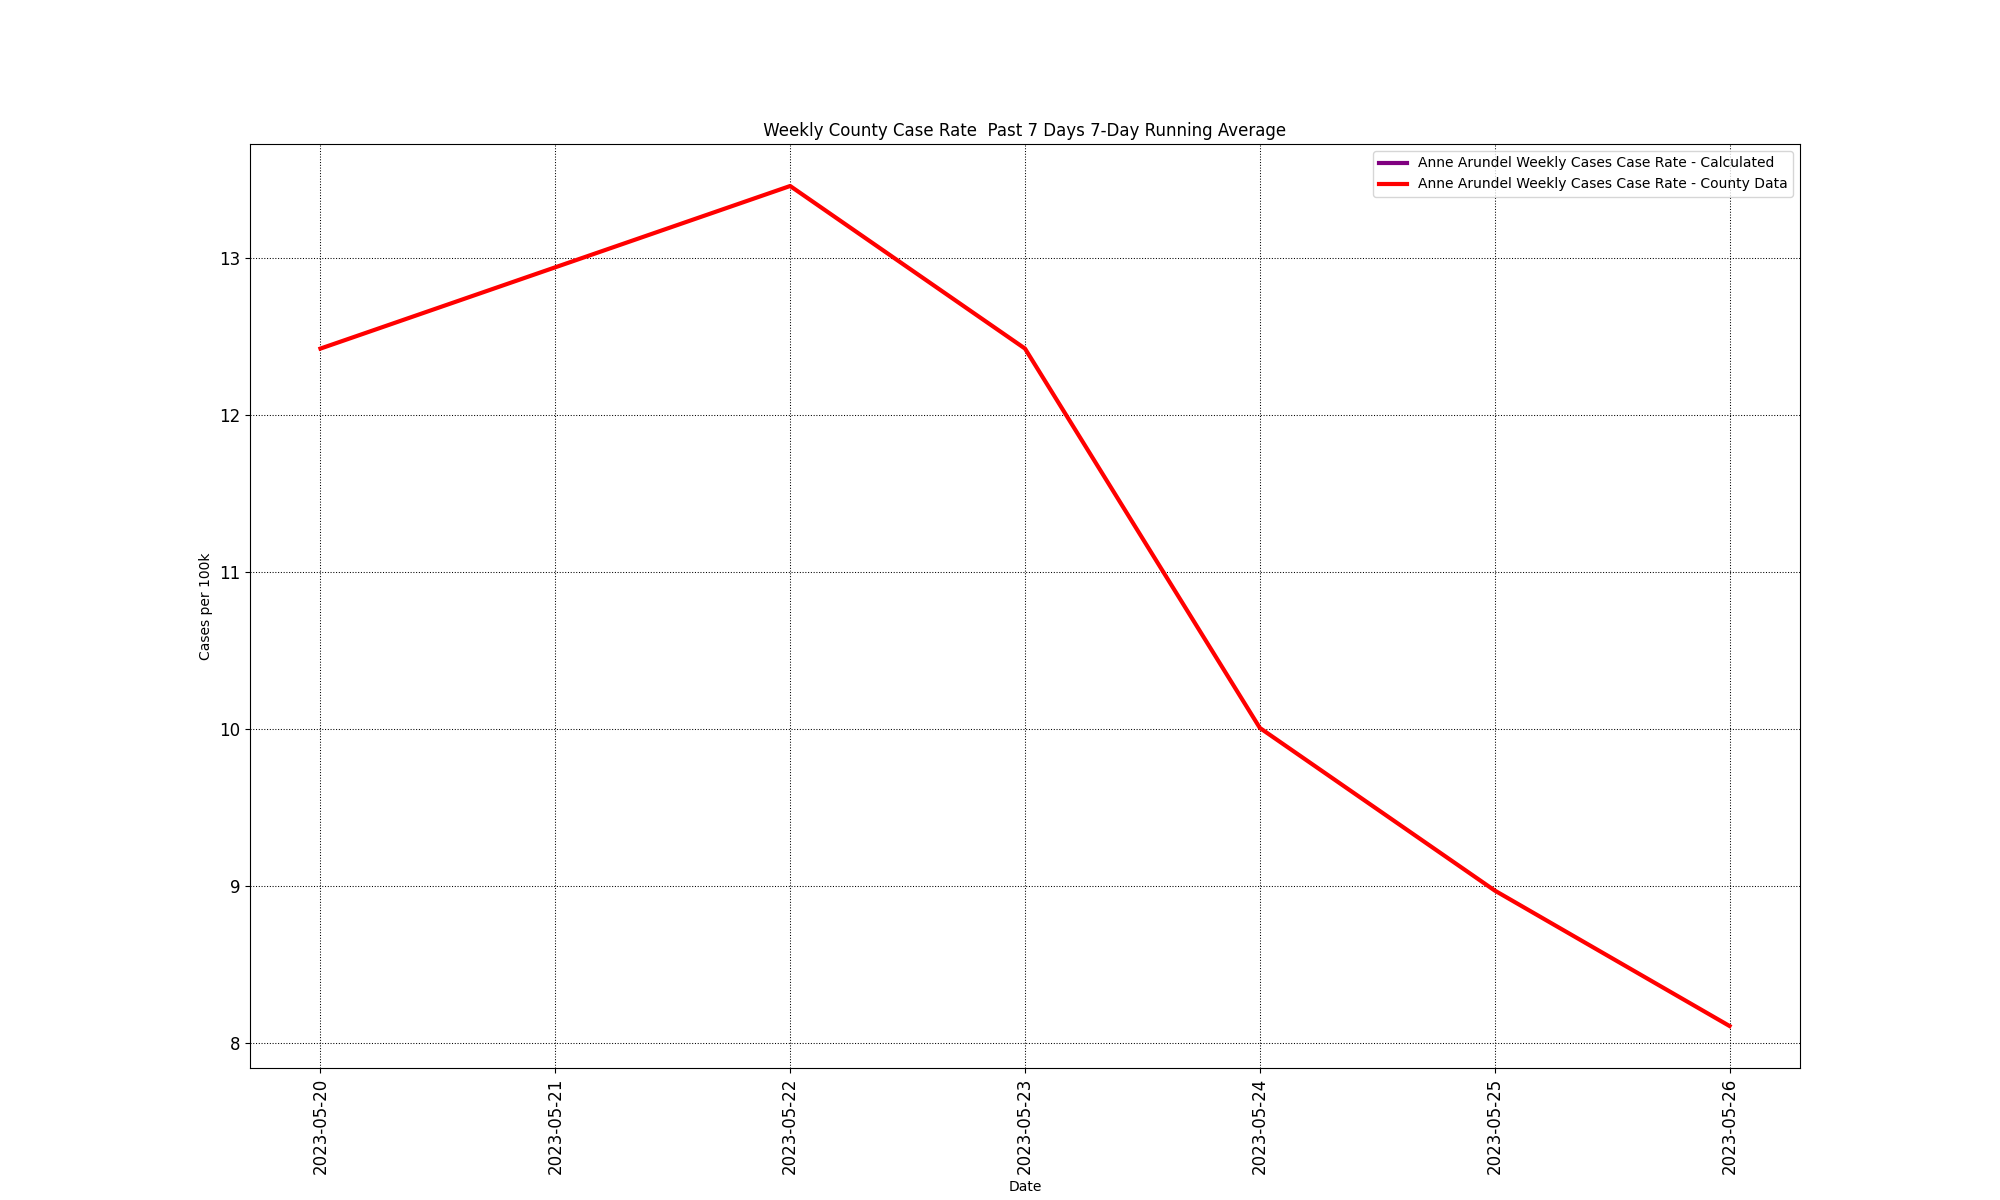 Weekly County Case Rate  Past 7 Days 7-Day Running Average
Anne Arundel Weekly Cases Case Rate - Calculated
Anne Arundel Weekly Cases Case Rate - County Data
13
12
11
10
9
8
Cases per 100k
2023-05-20
2023-05-21
2023-05-22
2023-05-23
2023-05-24
2023-05-25
2023-05-26
Date